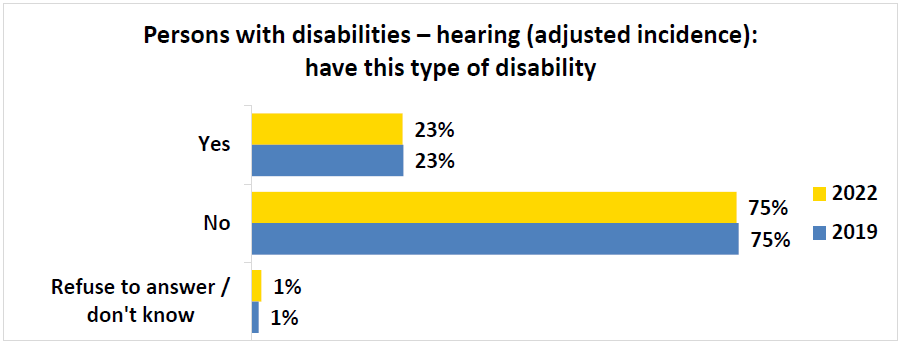 Persons with disabilities – hearing (adjusted incidence):
have this type of disability
Yes
23%
23%
No
75%
75%
Refuse to answer /
don't know
1%
1%
2022
2019